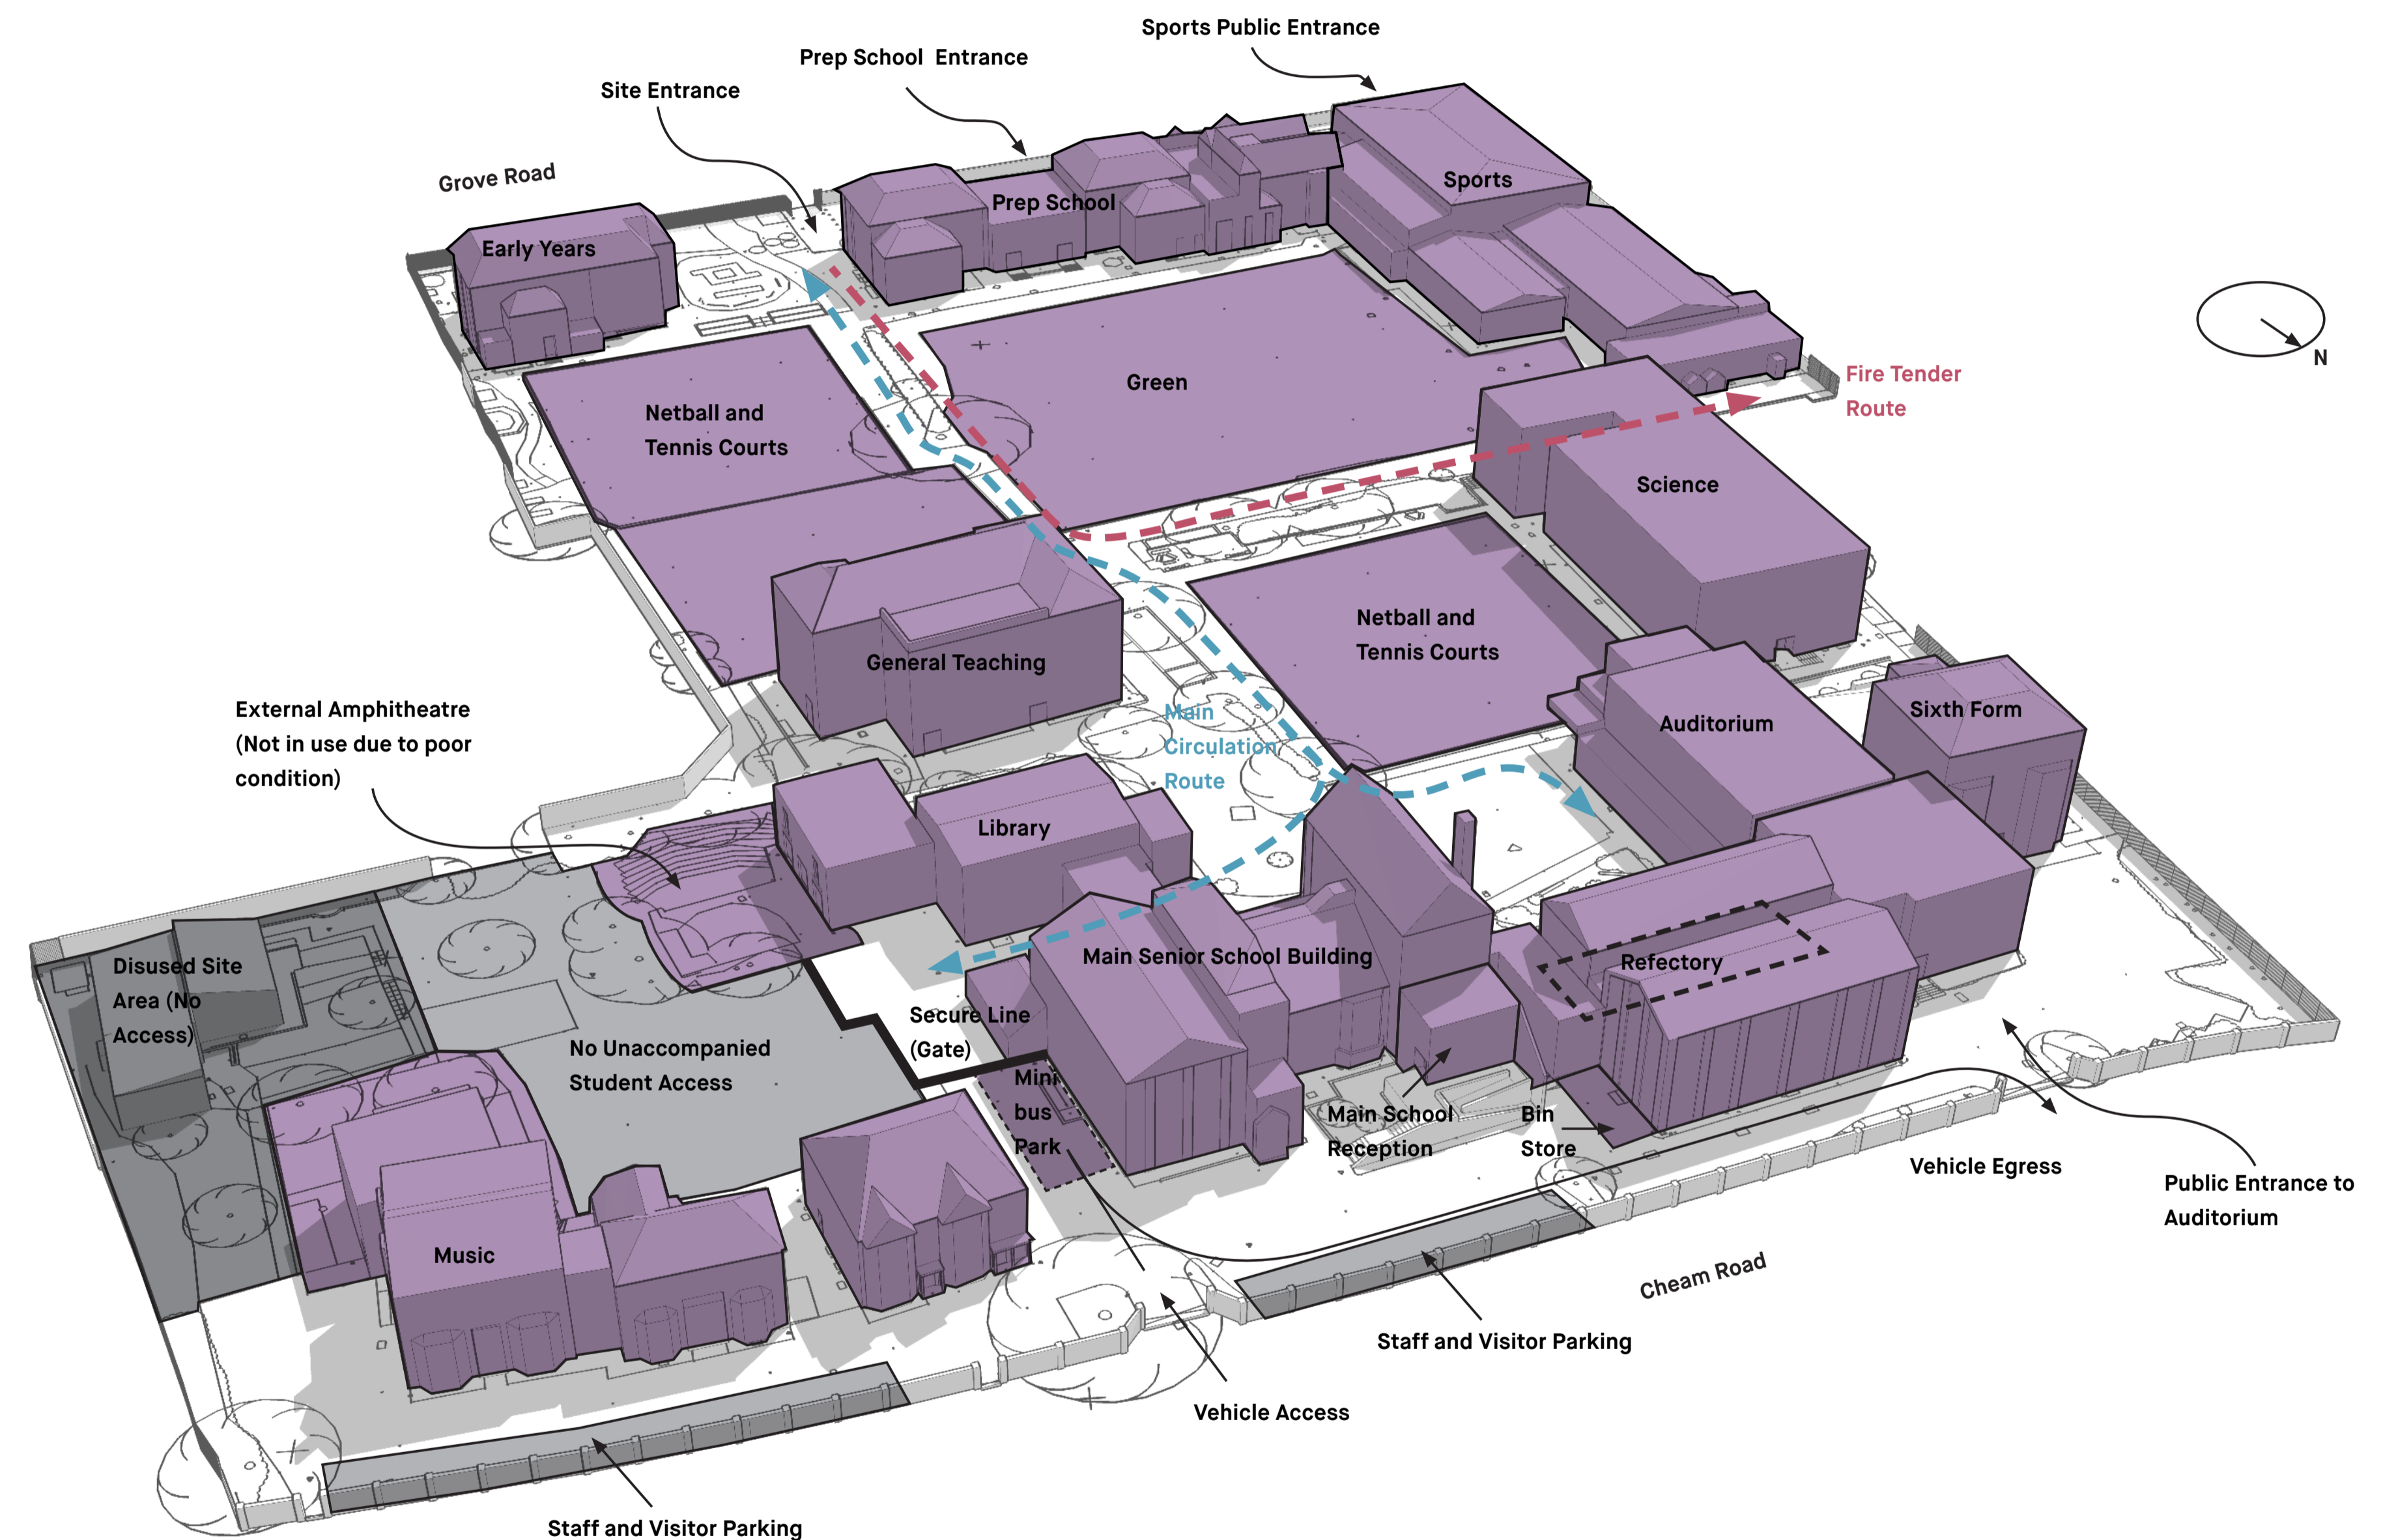 Sports Public Entrance
Prep School Entrance
Site Entrance
Grove Road
Early Years
Prep School
Sports
N
Fire Tender
Route
Green
Netball and
Tennis Courts
Science
Netball and
Tennis Courts
General Teaching
Main
Circulation
Route
External Amphitheatre
(Not in use due to poor
condition)
Auditorium
Sixth Form
Library
Main Senior School Building
Refectory
Disused Site
Area (No
Access)
Secure Line
(Gate)
No Unaccompanied
Student Access
Mini
bus
Park
Main School
Reception
Bin
Store
Vehicle Egress
Public Entrance to
Auditorium
Music
Cheam Road
Staff and Visitor Parking
Vehicle Access
Staff and Visitor Parking